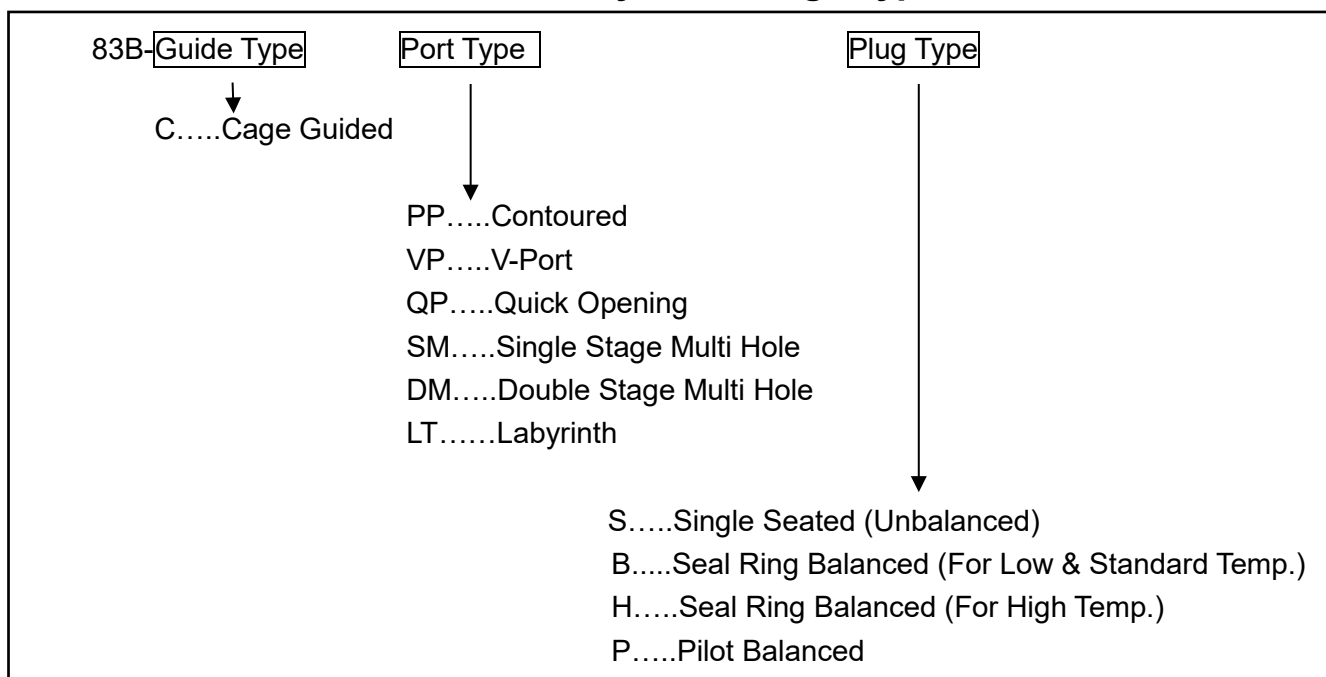 83B-Guide Type Port Type Plug Type
C…..Cage Guided
PP…..Contoured
VP…..V-Port
QP…..Quick Opening
SM…..Single Stage Multi Hole
DM…..Double Stage Multi Hole
LT……Labyrinth
S…..Single Seated (Unbalanced)
B.....Seal Ring Balanced (For Low & Standard Temp.)
H…..Seal Ring Balanced (For High Temp.)
P…..Pilot Balanced